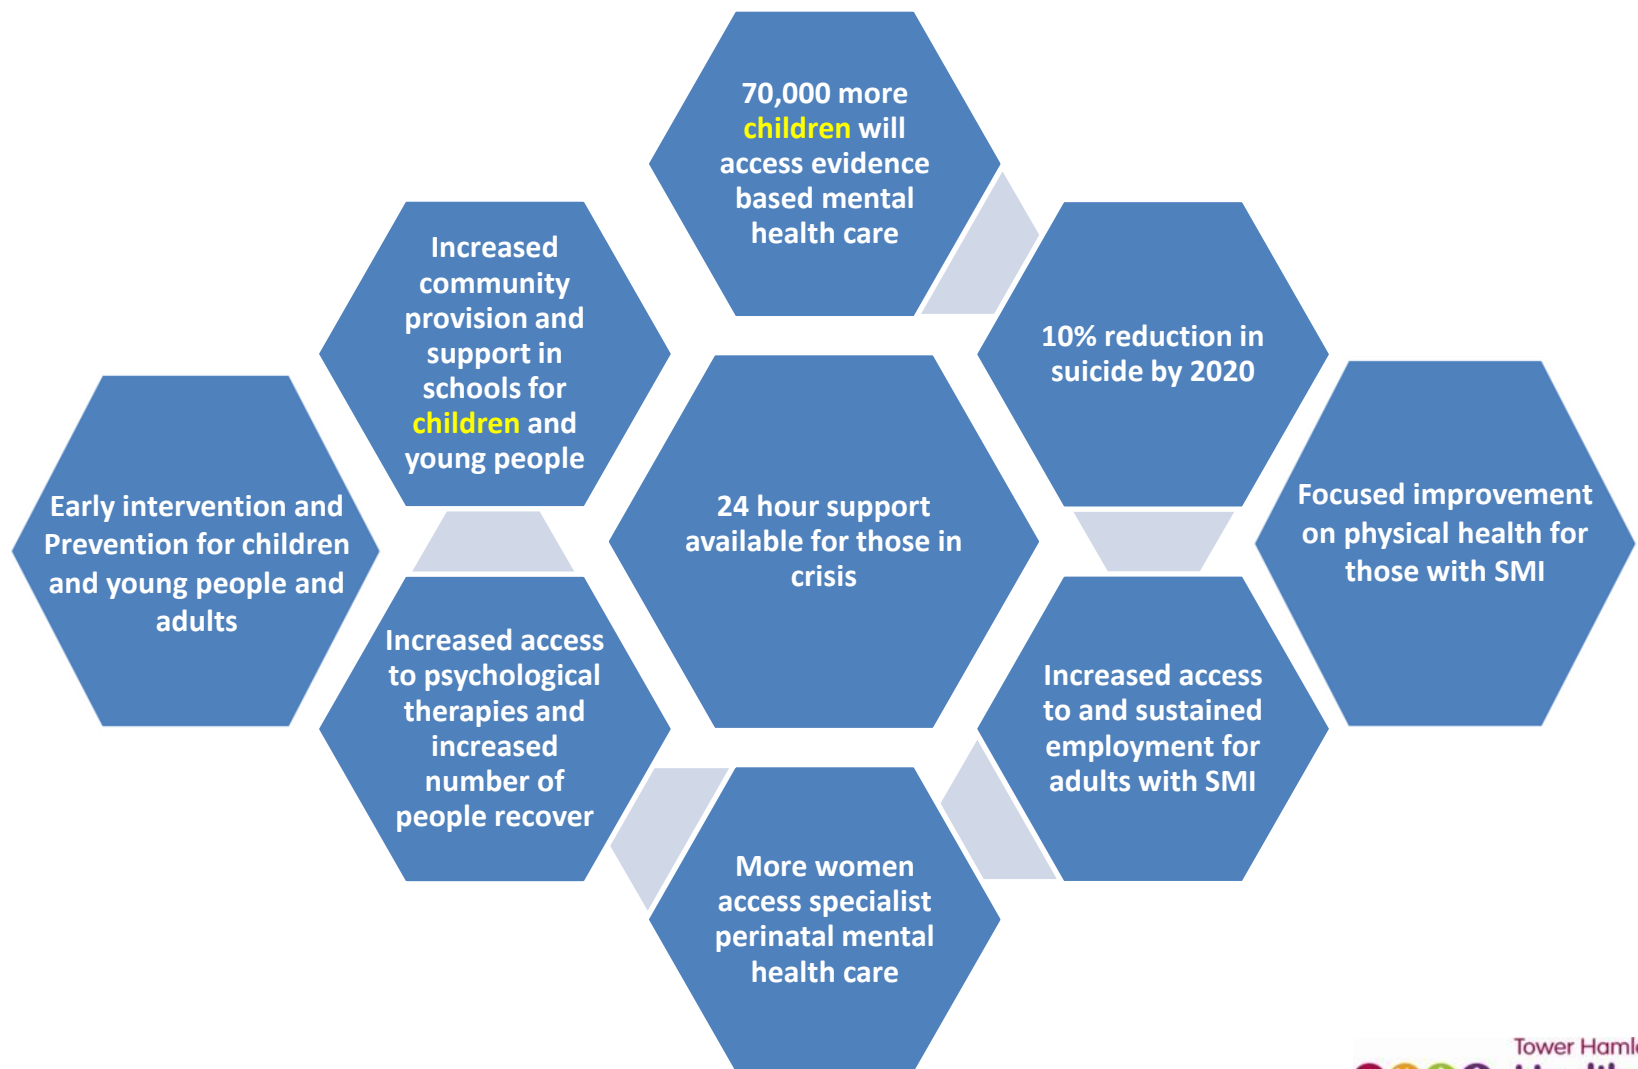 70,000 more
children will
access evidence
based mental
health care
Increased
community
provision and
support in
schools for
children and
young people
10% reduction in
suicide by 2020
Early intervention and
Prevention for children
and young people and
adults
24 hour support
available for those in
crisis
Focused improvement
on physical health for
those with SMI
Increased access
to psychological
therapies and
increased
number of
people recover
Increased access
to and sustained
employment for
adults with SMI
More women
access specialist
perinatal mental
health care
Tower